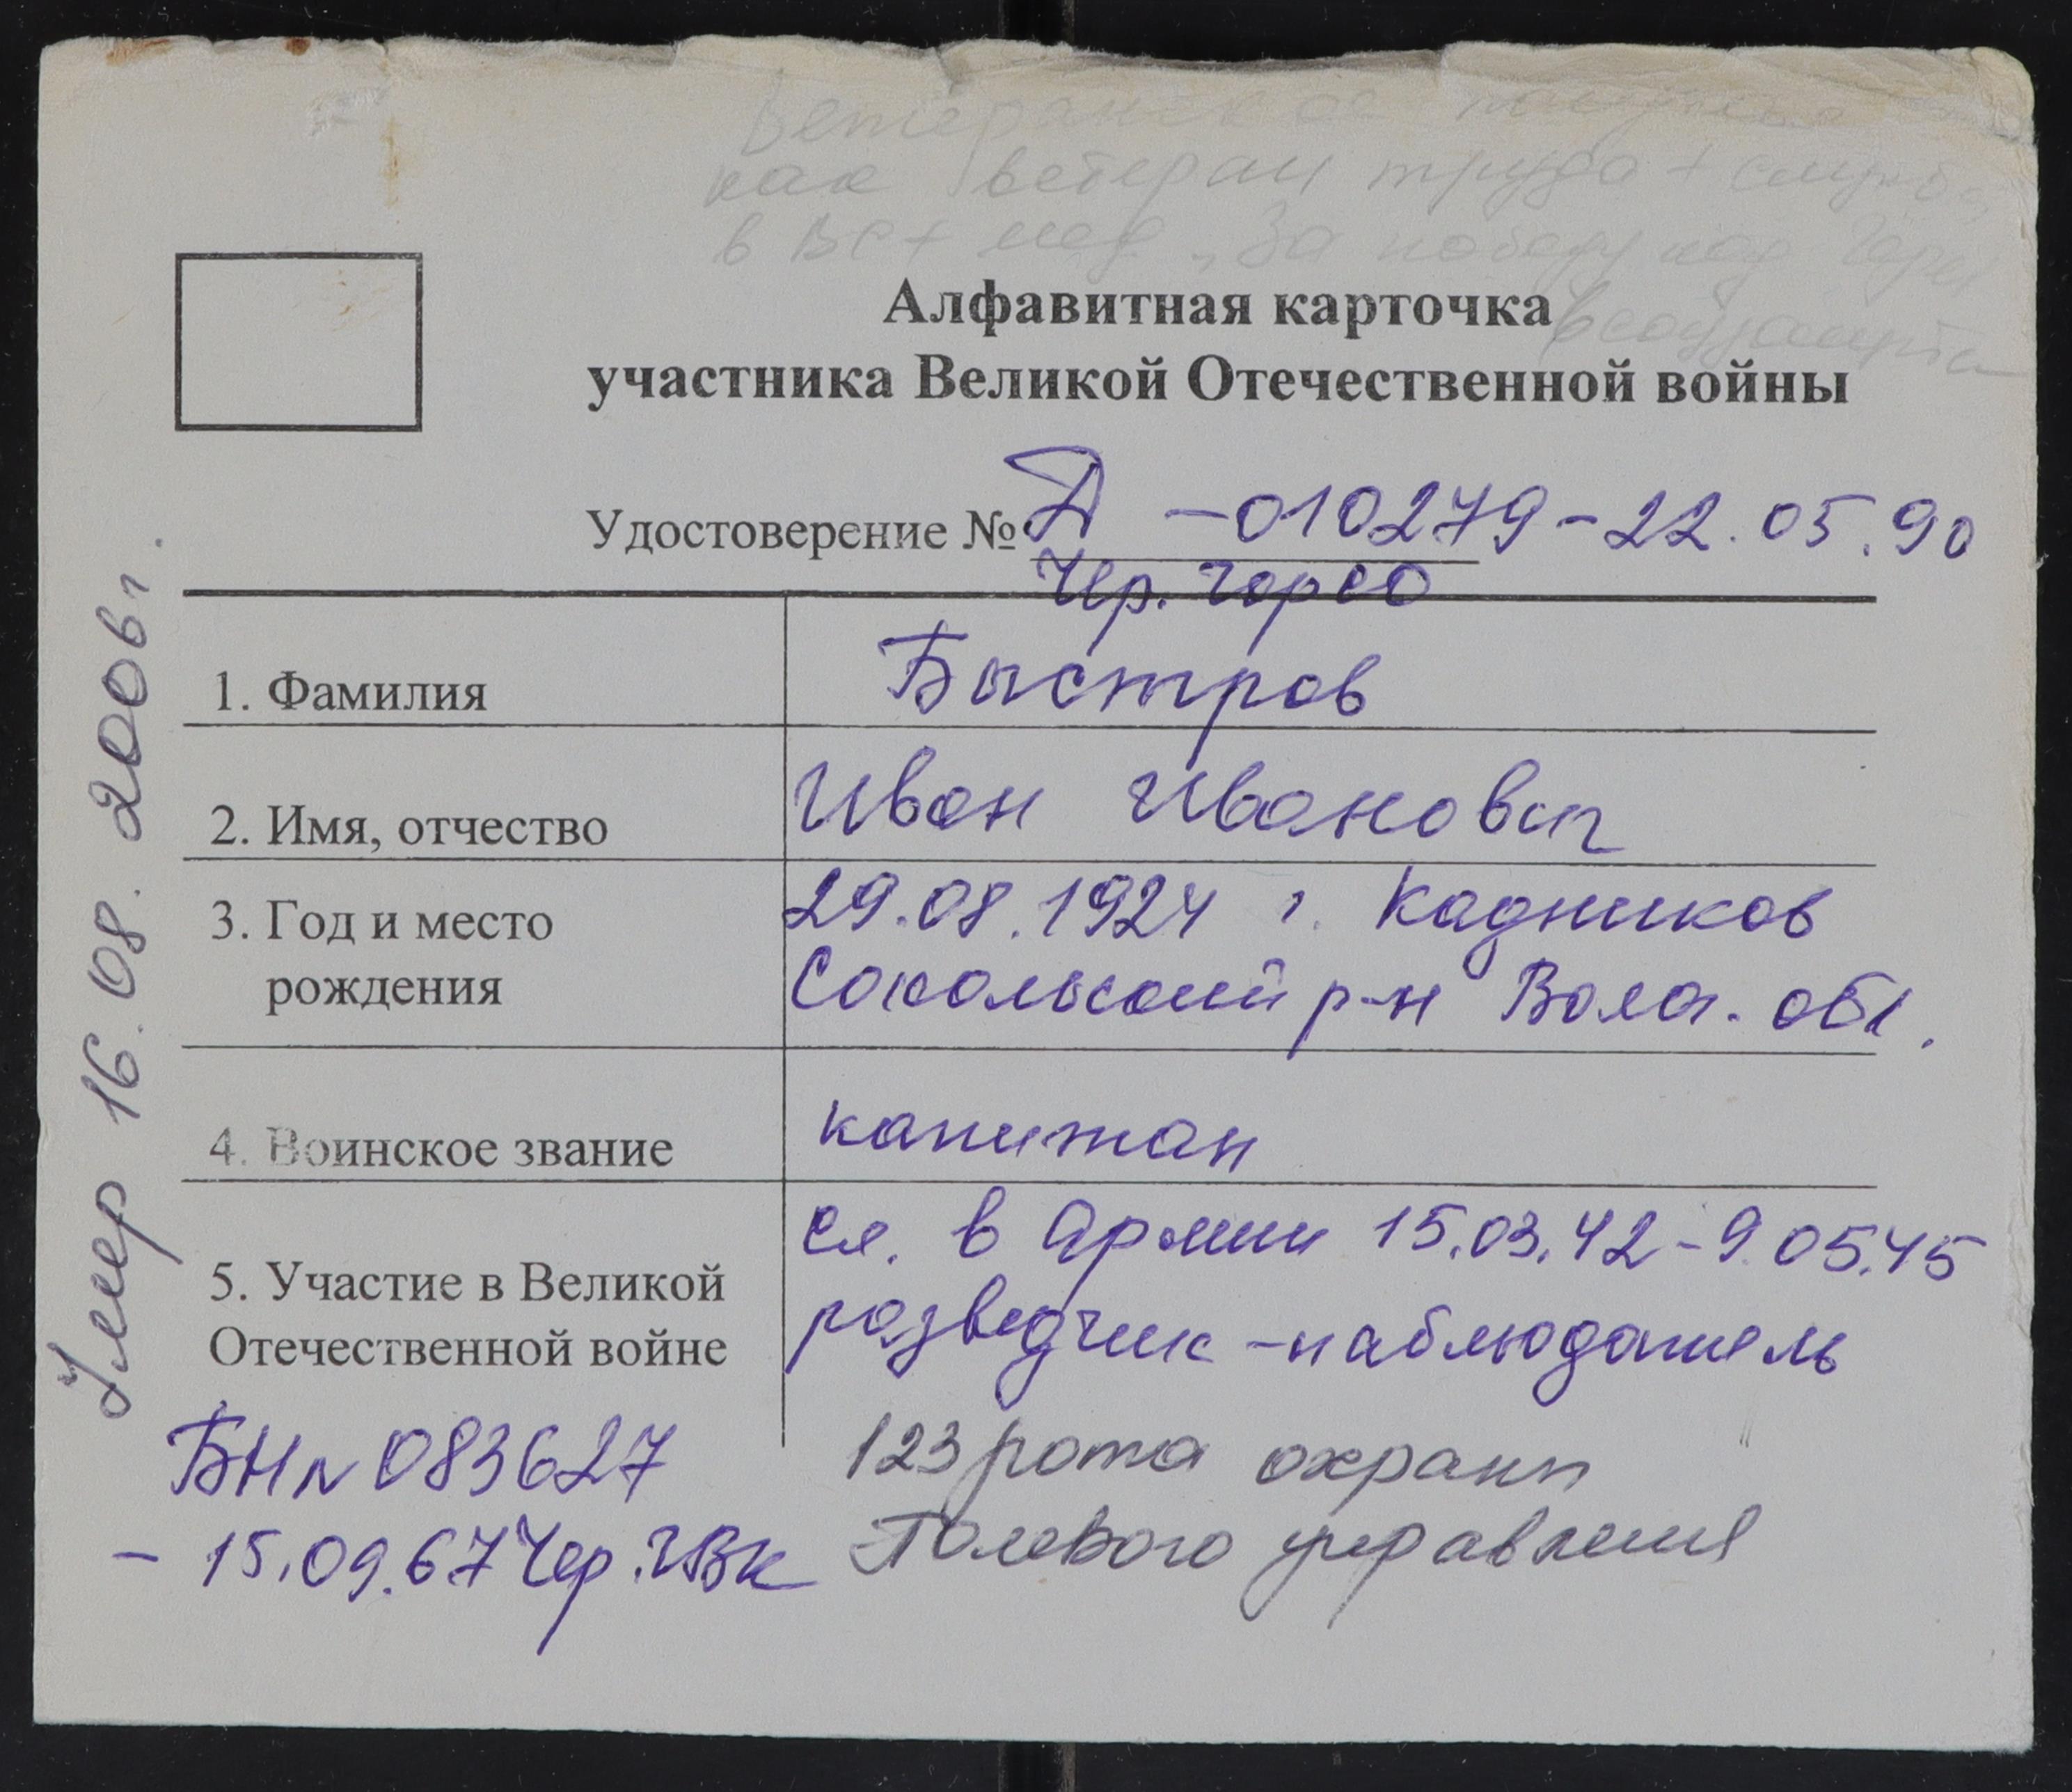 как ветеран труда + служба
в ВС + мед. „За победу над Герм
Алфавитная карточка
участника Великой Отечественной войны
Удостоверение № Д -010279-22.05.90
Чер. горсо
1. Фамилия Быстров
2. Имя, отчество Иван Иванович
3. Год и место рождения 29.08.1924 г. Кадников
Сокольский р-н Волог. обл.
4. Воинское звание капитан
5. Участие в Великой Отечественной войне сл. в Армии 15.03.42-9.05.45
разведчик-наблюдатель
123 рота охраны
Полевого управления
БН № 083627
- 15.09.67 Чер. ГВК
Умер 16.08.2006г.